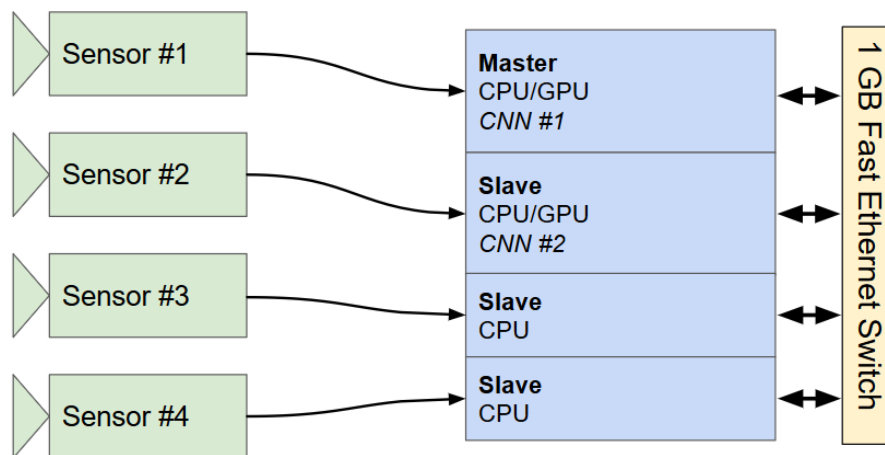 Sensor #1
Sensor #2
Sensor #3
Sensor #4
Master
CPU/GPU
CNN #1
Slave
CPU/GPU
CNN #2
Slave
CPU
Slave
CPU
1 GB Fast Ethernet Switch